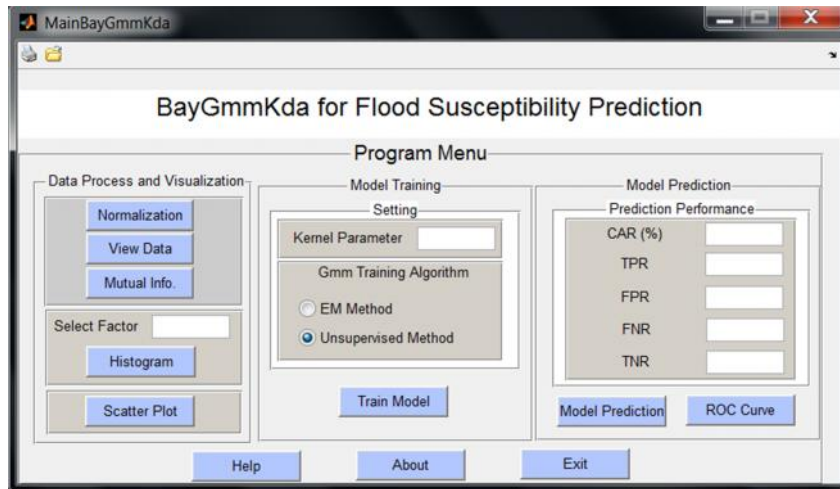 MainBayGmmKda
BayGmmKda for Flood Susceptibility Prediction
Program Menu
Data Process and Visualization
Normalization
View Data
Mutual Info.
Select Factor
Histogram
Scatter Plot
Model Training
Setting
Kernel Parameter
Gmm Training Algorithm
EM Method
Unsupervised Method
Train Model
Model Prediction
Prediction Performance
CAR (%)
TPR
FPR
FNR
TNR
Model Prediction
ROC Curve
Help
About
Exit